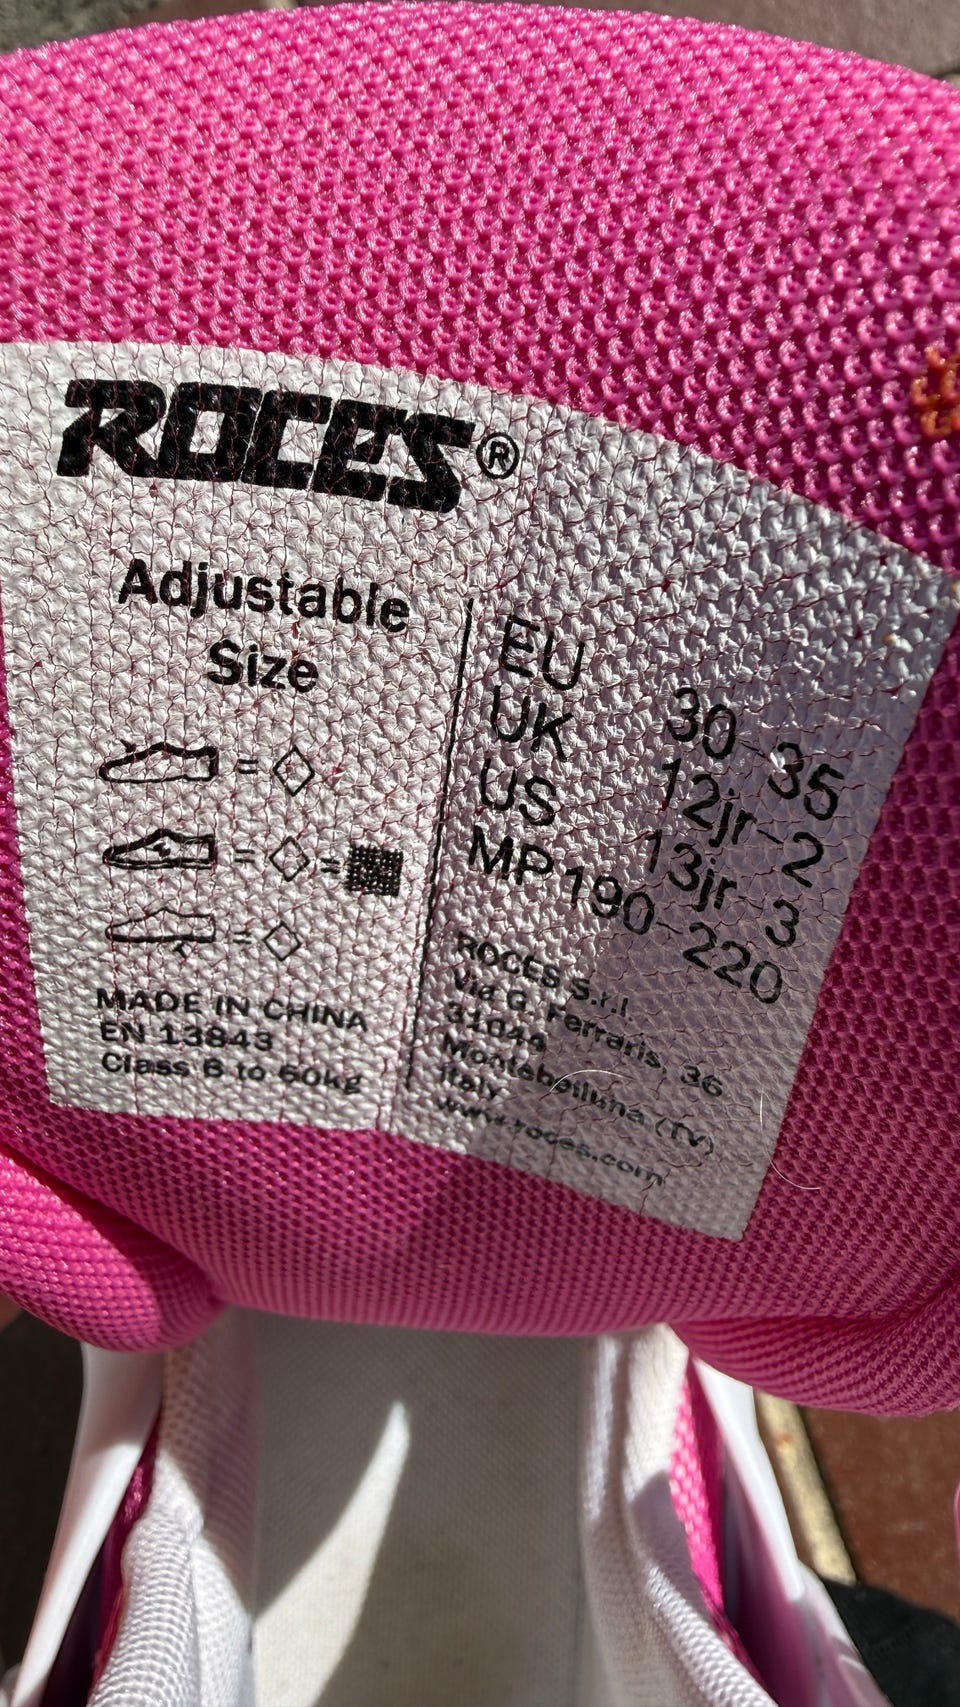 ROCES®
Adjustable
Size
=
= =
=
MADE IN CHINA
EN 13843
Class B to 60kg
EU 30-35
UK 12jr-2
US 13jr 3
MP 190-220
ROCES S.r.l.
Via G. Ferraris, 36
31044
Montebelluna (TV)
Italy
www.roces.com